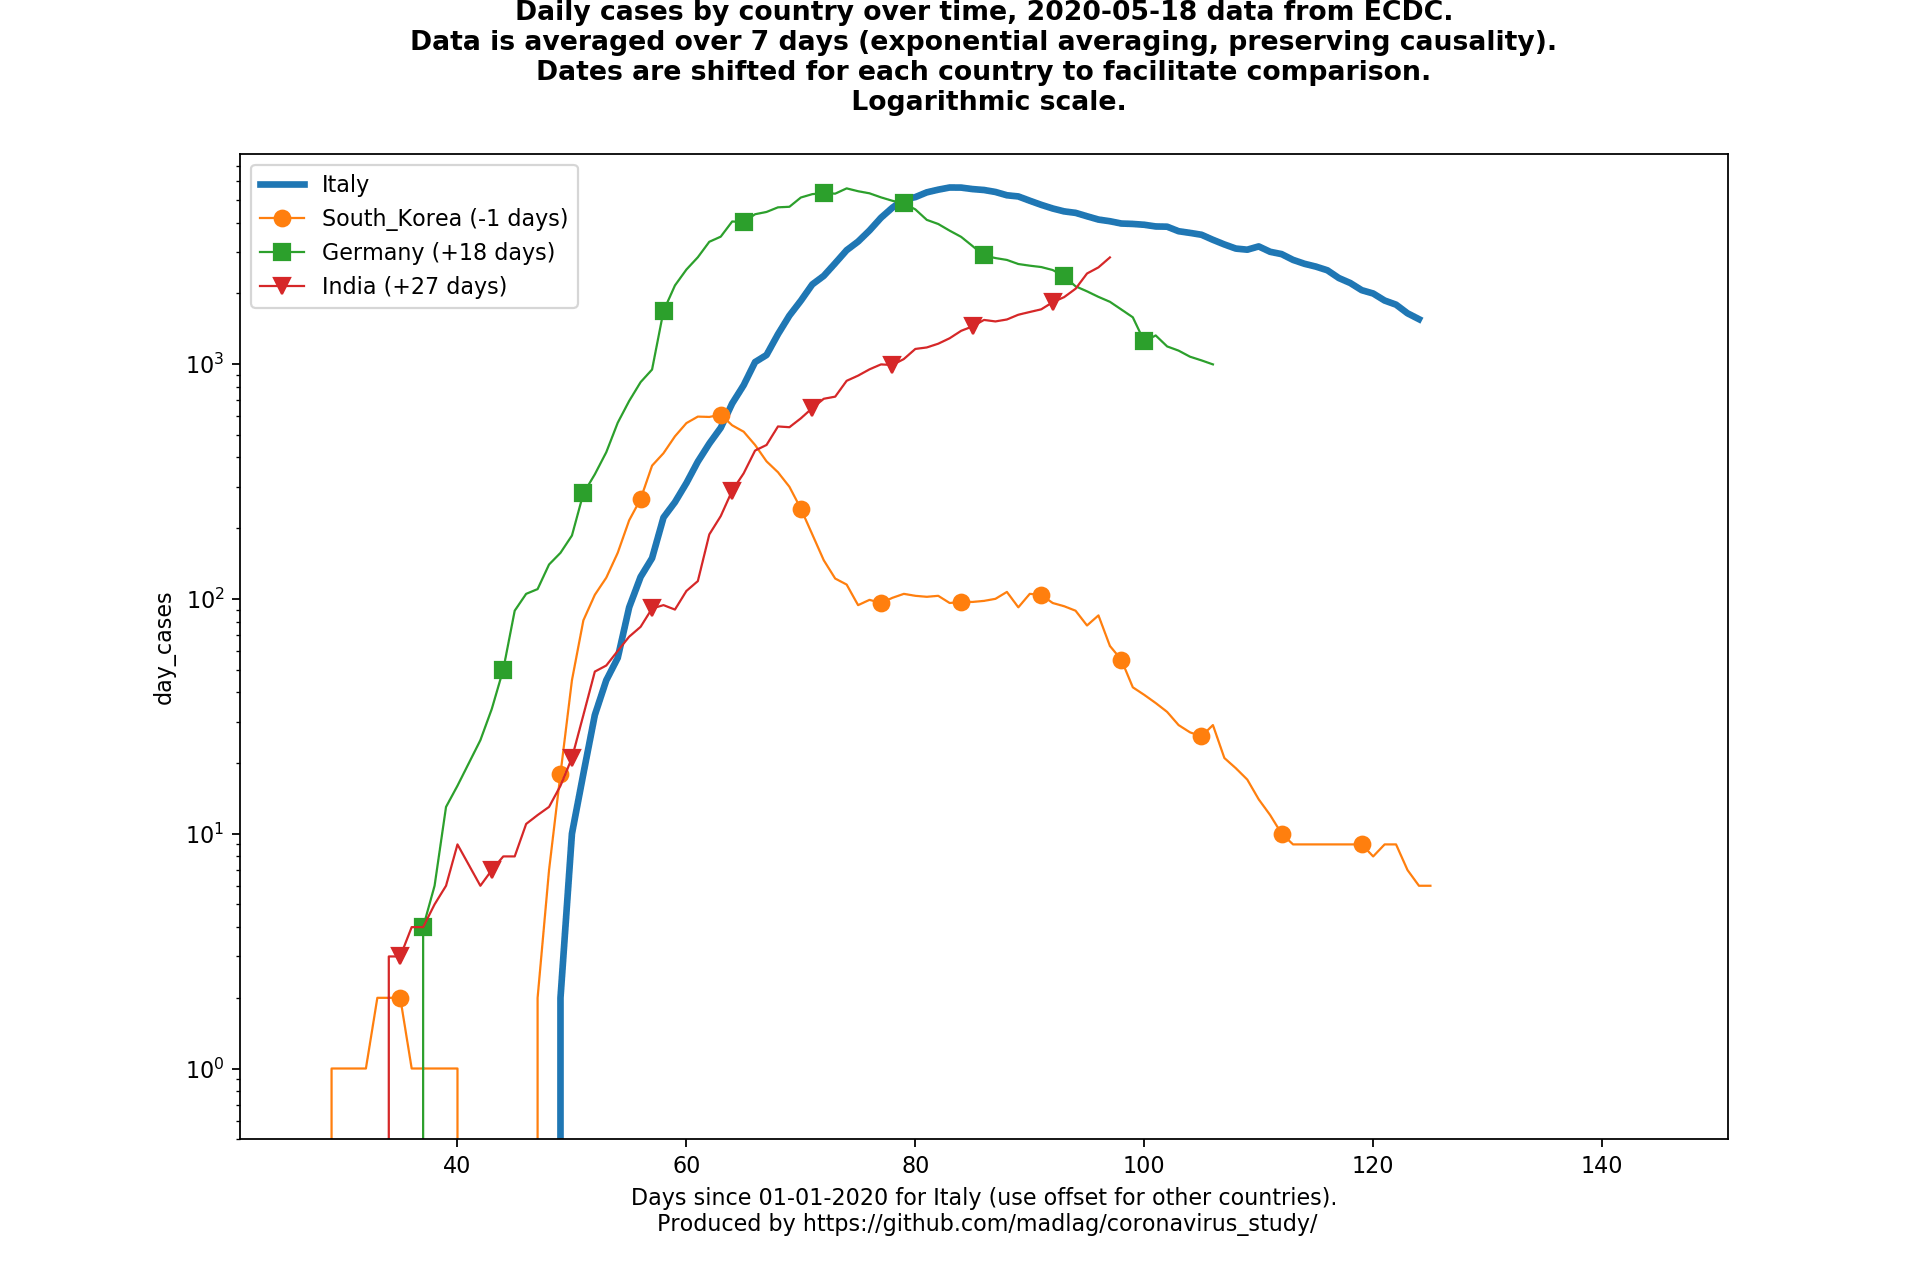 Daily cases by country over time, 2020-05-18 data from ECDC.
Data is averaged over 7 days (exponential averaging, preserving causality).
Dates are shifted for each country to facilitate comparison.
Logarithmic scale.
Italy
South_Korea (-1 days)
Germany (+18 days)
India (+27 days)
10³
10²
10¹
10⁰
day_cases
40 60 80 100 120 140
Days since 01-01-2020 for Italy (use offset for other countries).
Produced by https://github.com/madlag/coronavirus_study/